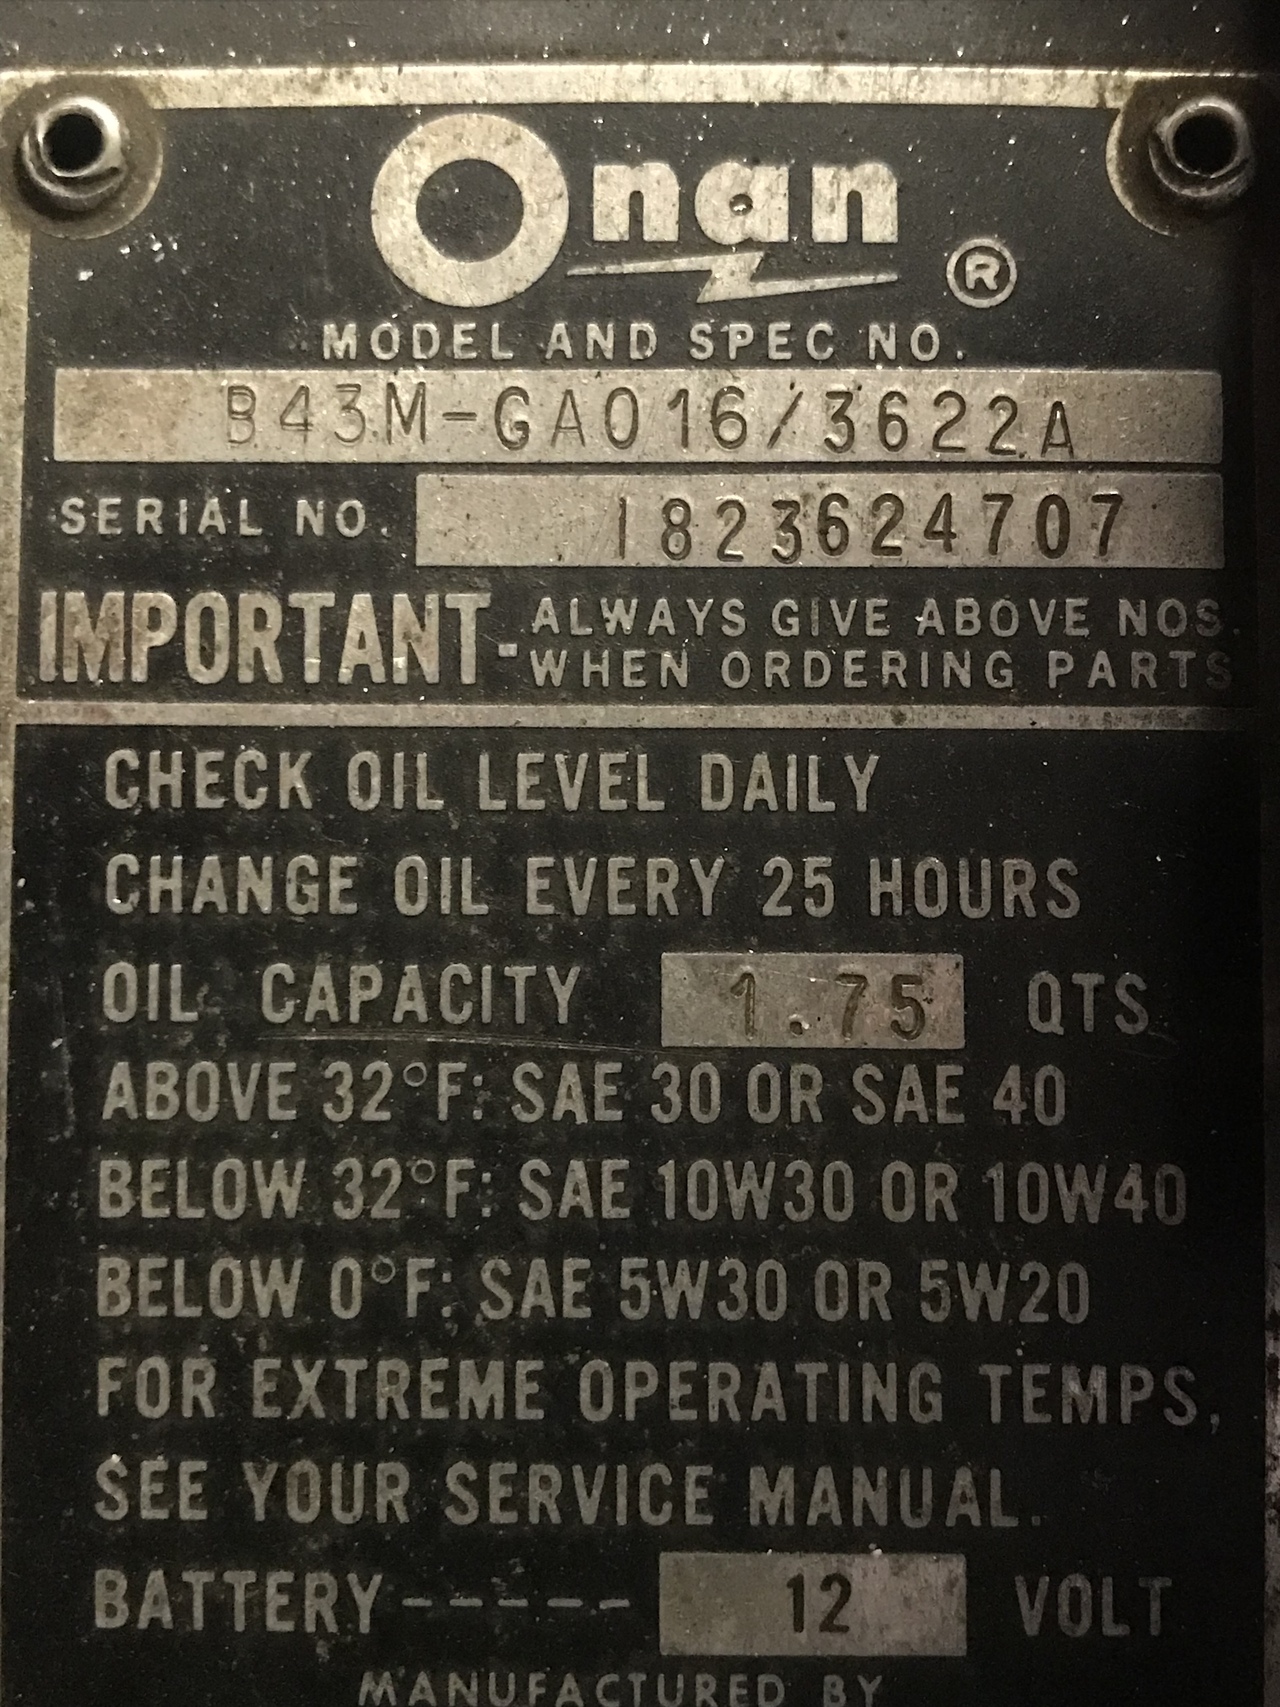 Onan ®
MODEL AND SPEC NO.
B43M-GA016/3622A
SERIAL NO. 1823624707
IMPORTANT- ALWAYS GIVE ABOVE NOS.
WHEN ORDERING PARTS
CHECK OIL LEVEL DAILY
CHANGE OIL EVERY 25 HOURS
OIL CAPACITY 1.75 QTS
ABOVE 32°F: SAE 30 OR SAE 40
BELOW 32°F: SAE 10W30 OR 10W40
BELOW 0°F: SAE 5W30 OR 5W20
FOR EXTREME OPERATING TEMPS,
SEE YOUR SERVICE MANUAL.
BATTERY ----- 12 VOLT
MANUFACTURED BY